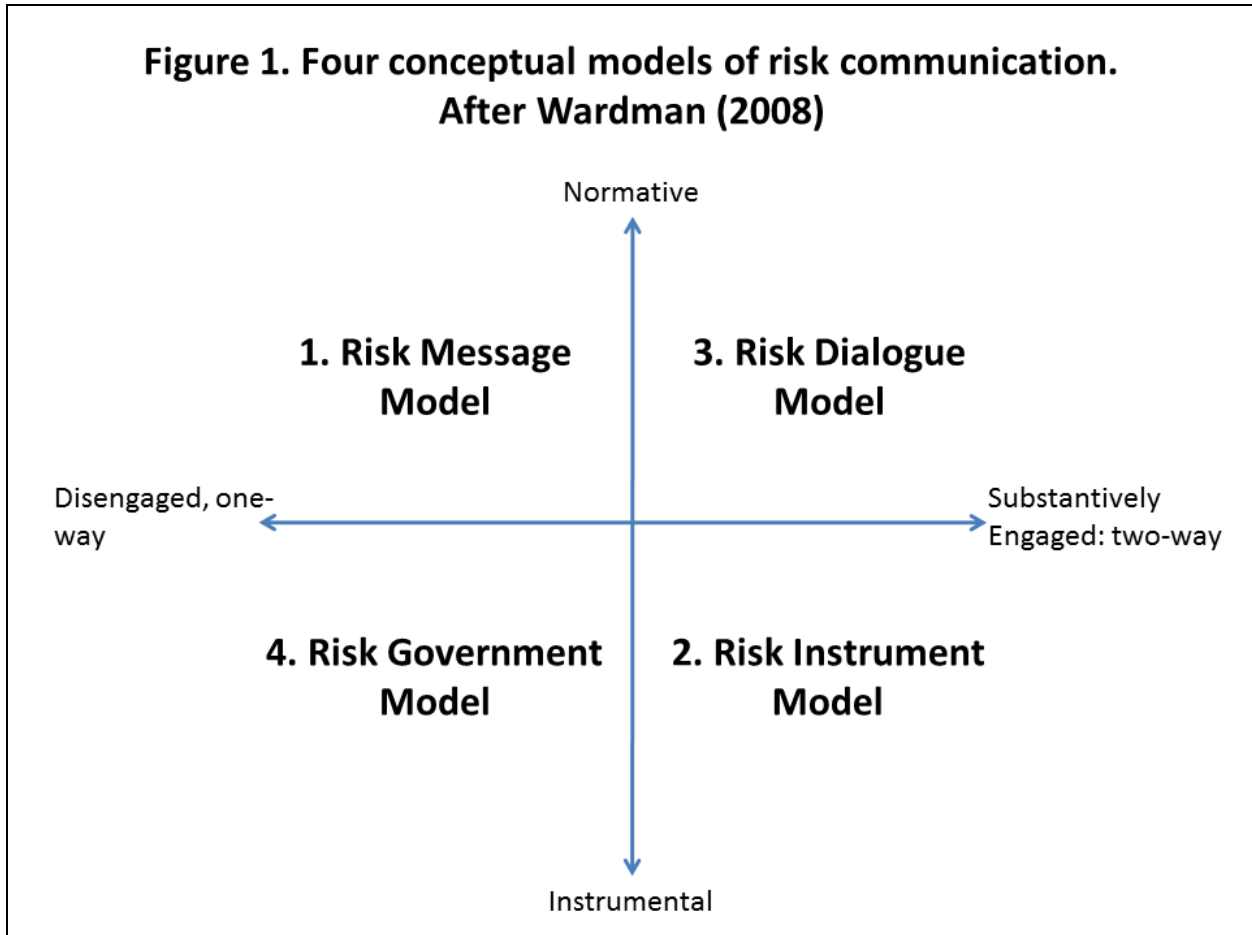 Figure 1. Four conceptual models of risk communication.
After Wardman (2008)
Normative
1. Risk Message
Model
3. Risk Dialogue
Model
Disengaged, one-
way
Substantively
Engaged: two-way
4. Risk Government
Model
2. Risk Instrument
Model
Instrumental